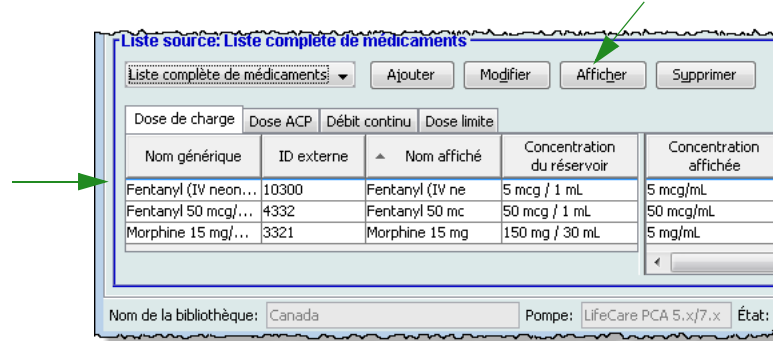 Liste source: Liste complète de médicaments
Liste complète de médicaments Ajouter Modifier Afficher Supprimer
Dose de charge Dose ACP Débit continu Dose limite
Nom générique ID externe Nom affiché Concentration du réservoir Concentration affichée
Fentanyl (IV neon... 10300 Fentanyl (IV ne 5 mcg / 1 mL 5 mcg/mL
Fentanyl 50 mcg/... 4332 Fentanyl 50 mc 50 mcg / 1 mL 50 mcg/mL
Morphine 15 mg/... 3321 Morphine 15 mg 150 mg / 30 mL 5 mg/mL
Nom de la bibliothèque: Canada Pompe: LifeCare PCA 5.x/7.x État: